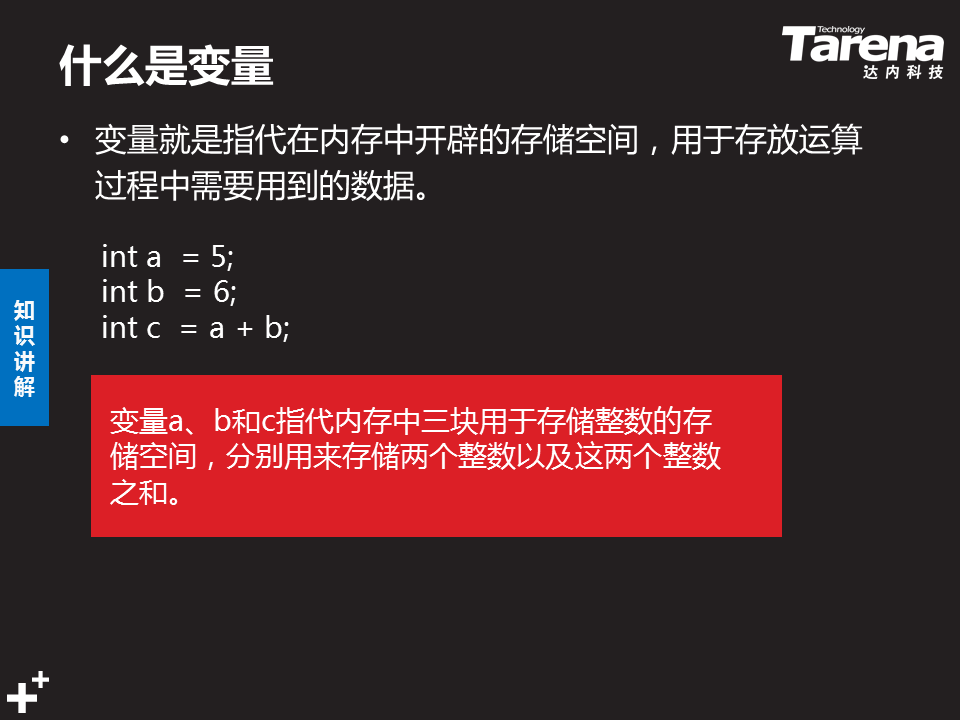 什么是变量
Technology
Tarena
达内科技
• 变量就是指代在内存中开辟的存储空间，用于存放运算
过程中需要用到的数据。
int a  = 5;
int b  = 6;
int c  = a + b;
知识讲解
变量a、b和c指代内存中三块用于存储整数的存
储空间，分别用来存储两个整数以及这两个整数
之和。